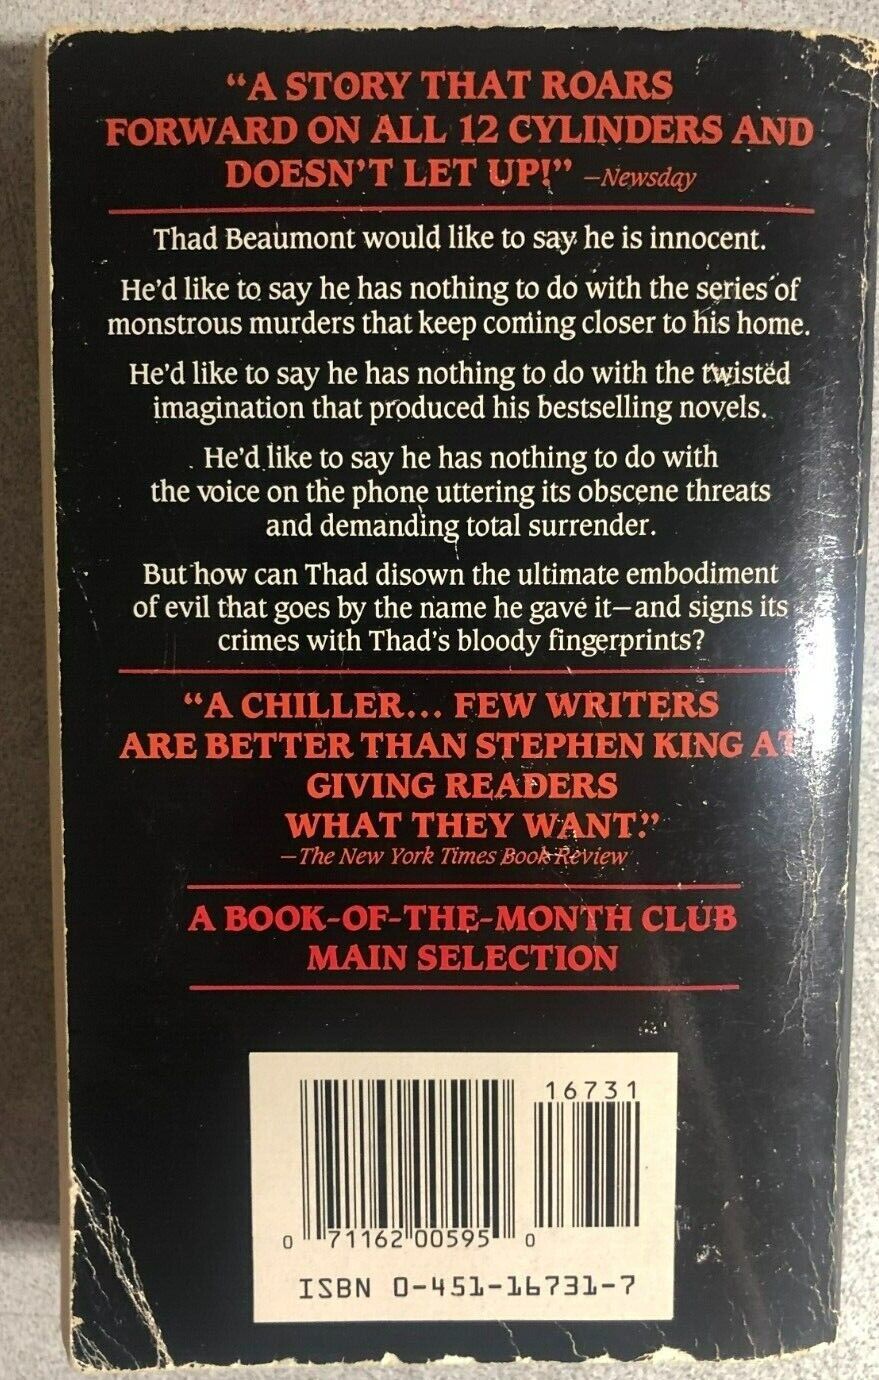 “A STORY THAT ROARS
FORWARD ON ALL 12 CYLINDERS AND
DOESN’T LET UP!” –Newsday
Thad Beaumont would like to say he is innocent.
He’d like to say he has nothing to do with the series of
monstrous murders that keep coming closer to his home.
He’d like to say he has nothing to do with the twisted
imagination that produced his bestselling novels.
He’d like to say he has nothing to do with
the voice on the phone uttering its obscene threats
and demanding total surrender.
But how can Thad disown the ultimate embodiment
of evil that goes by the name he gave it—and signs its
crimes with Thad’s bloody fingerprints?
“A CHILLER... FEW WRITERS
ARE BETTER THAN STEPHEN KING AT
GIVING READERS
WHAT THEY WANT.”
–The New York Times Book Review
A BOOK-OF-THE-MONTH CLUB
MAIN SELECTION
16731
0 71162 00595 0
ISBN 0-451-16731-7